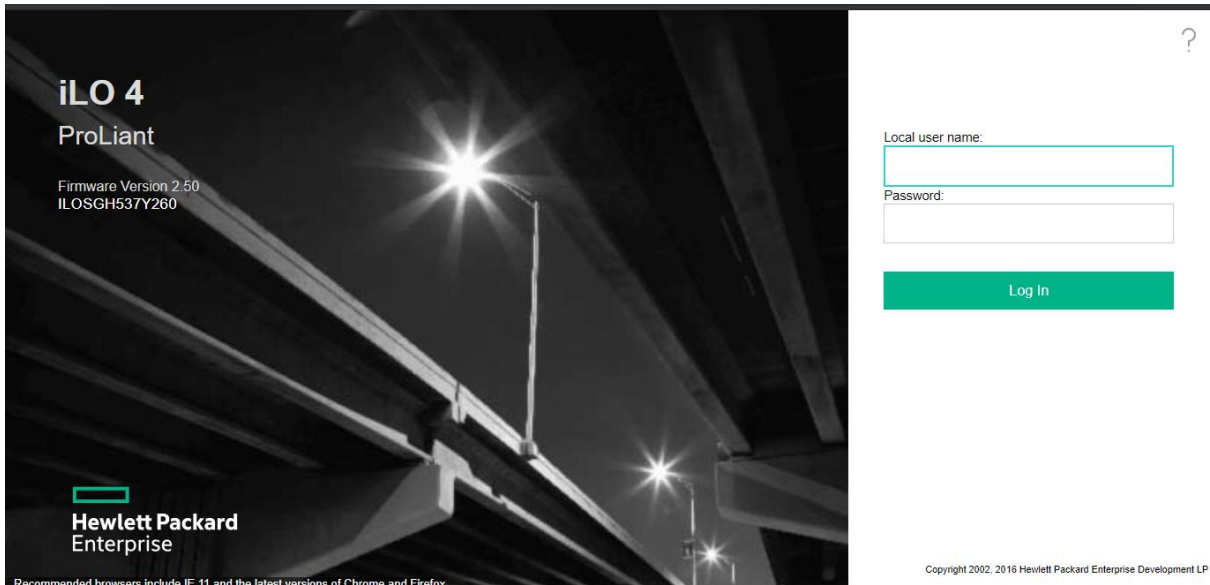 iLO 4
ProLiant
Firmware Version 2.50
ILOSGH537Y260
Hewlett Packard
Enterprise
Recommended browsers include IE 11 and the latest versions of Chrome and Firefox
?
Local user name:
Password:
Log In
Copyright 2002, 2016 Hewlett Packard Enterprise Development LP